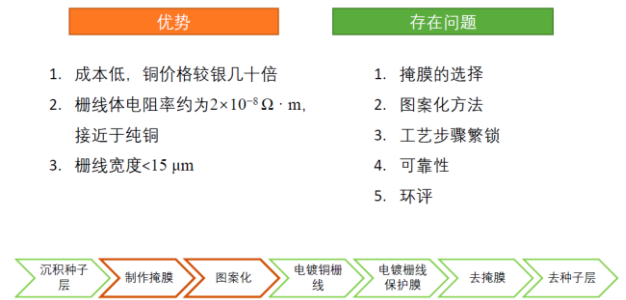 优势
1. 成本低，铜价格较银几十倍
2. 栅线体电阻率约为2×10⁻⁸ Ω · m，
接近于纯铜
3. 栅线宽度<15 μm
存在问题
1. 掩膜的选择
2. 图案化方法
3. 工艺步骤繁锁
4. 可靠性
5. 环评
沉积种子
层
制作掩膜
图案化
电镀铜栅
线
电镀栅线
保护膜
去掩膜
去种子层